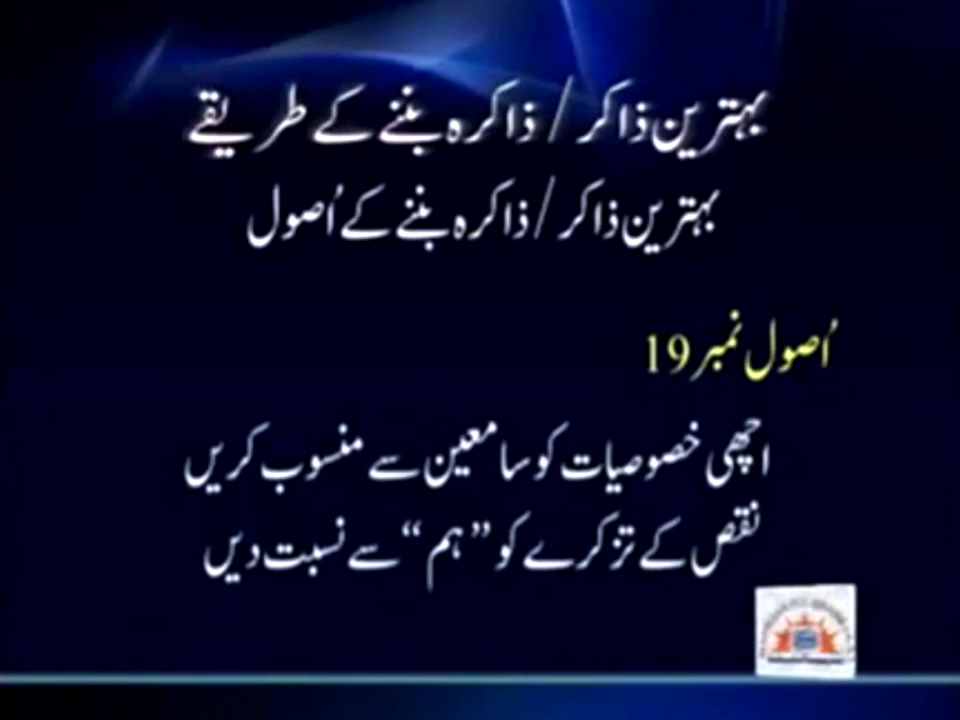 بہترین ذاکر / ذاکرہ بننے کے طریقے
بہترین ذاکر / ذاکرہ بننے کے اُصول
اُصول نمبر 19
اچھی خصوصیات کو سامعین سے منسوب کریں
نقص کے تزکرے کو ”ہم“ سے نسبت دیں